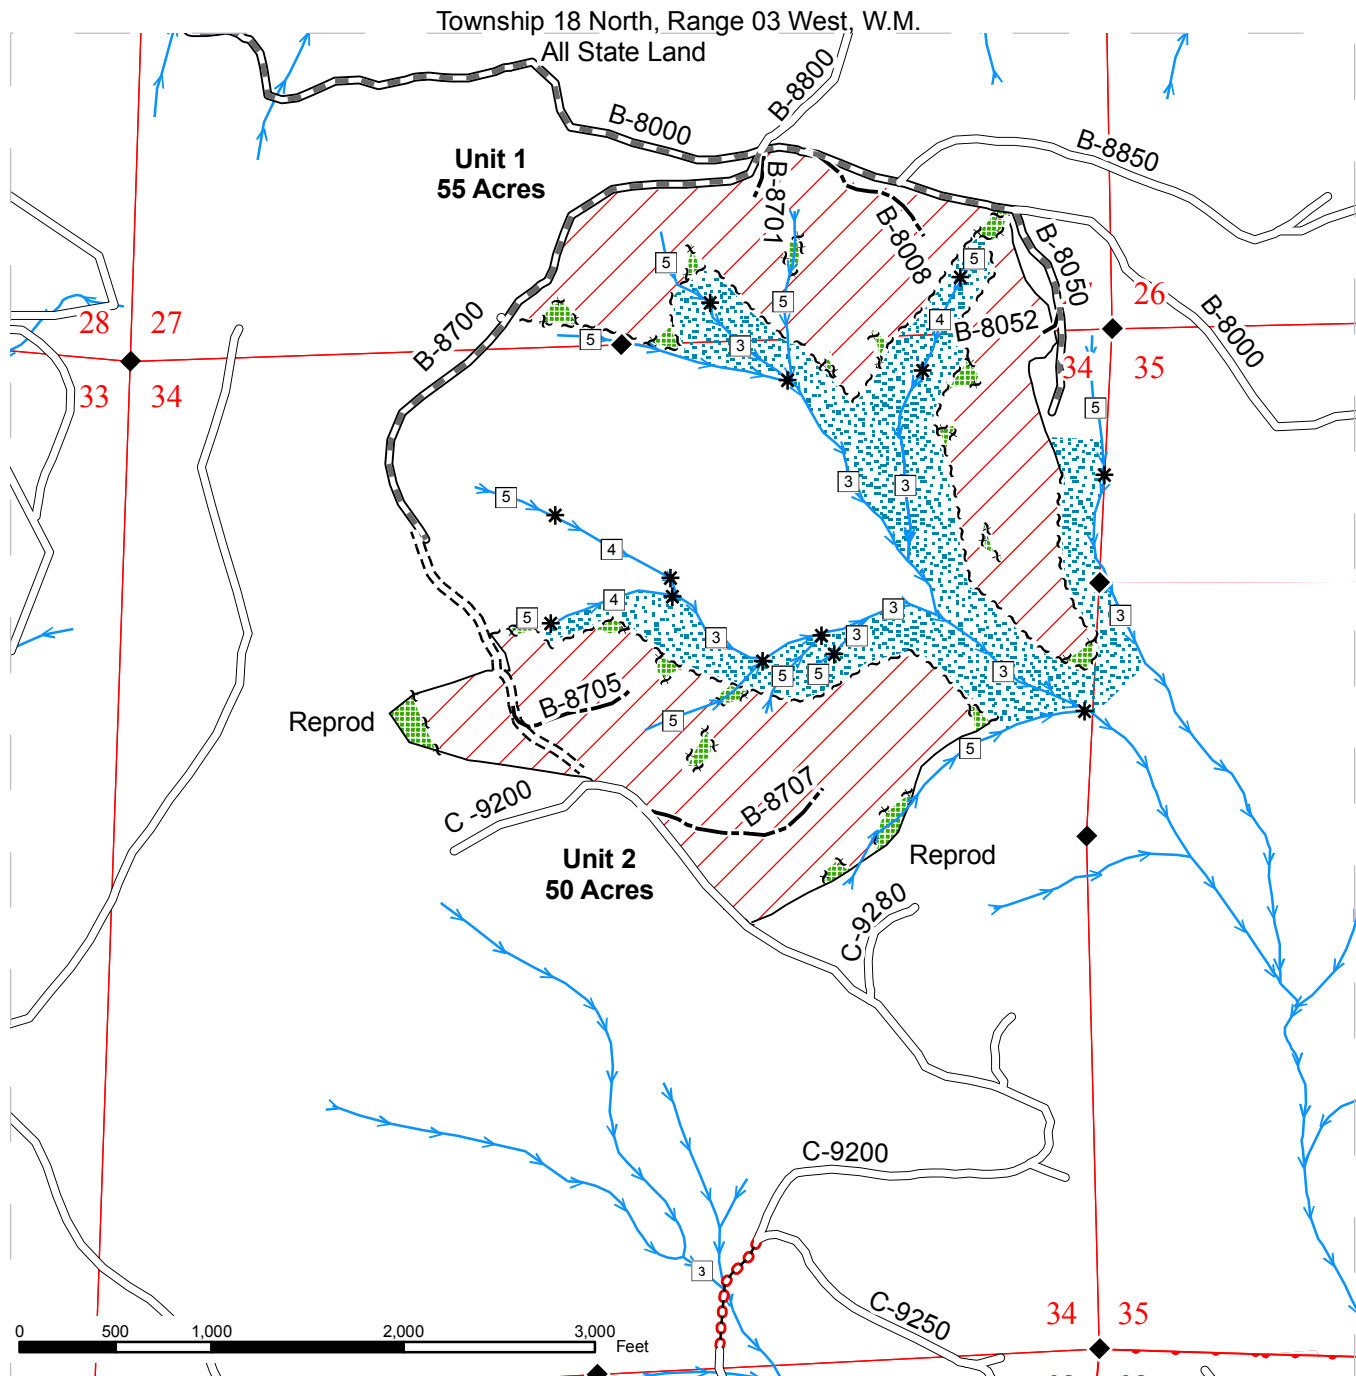 Township 18 North, Range 03 West, W.M.
All State Land
B-8800
B-8000
B-8850
Unit 1
55 Acres
B-8701
B-8008
B-8050
5
5
5
26
B-8052
4
B-8000
28 27
5
3
B-8700
34 35
33 34
5
3
3
5
4
4
5
3
3
3
3
5
5
3
B-8705
Reprod
5
5
B-8707
C -9200
Unit 2
50 Acres
Reprod
C-9280
C-9200
3
C-9250
34 35
0 500 1,000 2,000 3,000
Feet